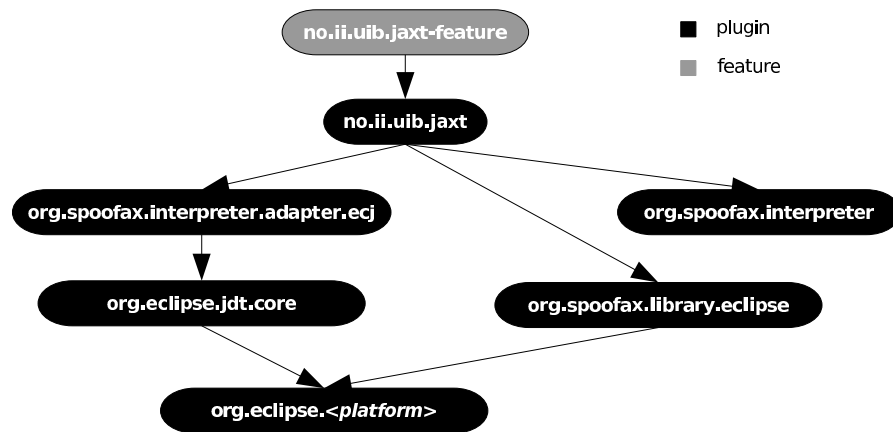 no.ii.uib.jaxt-feature
plugin
feature
no.ii.uib.jaxt
org.spoofax.interpreter.adapter.ecj
org.spoofax.interpreter
org.eclipse.jdt.core
org.spoofax.library.eclipse
org.eclipse.<platform>